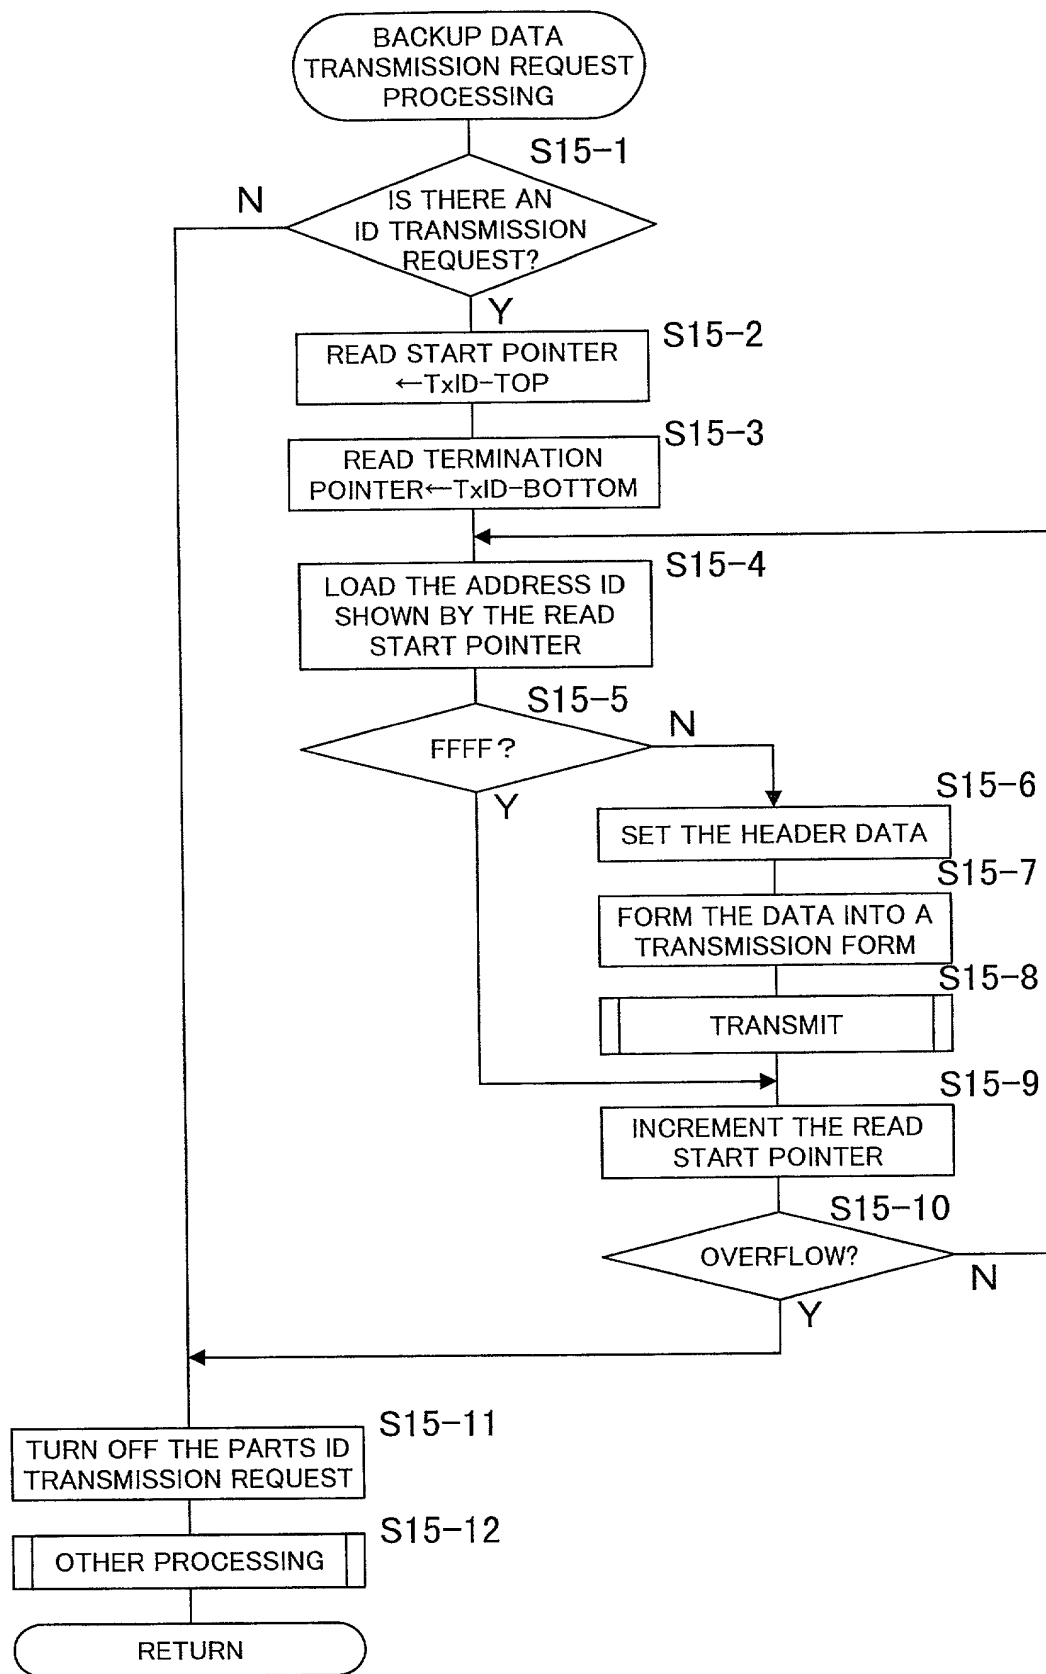 BACKUP DATA
TRANSMISSION REQUEST
PROCESSING
S15-1
N
IS THERE AN
ID TRANSMISSION
REQUEST?
Y
S15-2
READ START POINTER
←TxID-TOP
S15-3
READ TERMINATION
POINTER←TxID-BOTTOM
S15-4
LOAD THE ADDRESS ID
SHOWN BY THE READ
START POINTER
S15-5
FFFF?
N
Y
S15-6
SET THE HEADER DATA
S15-7
FORM THE DATA INTO A
TRANSMISSION FORM
S15-8
TRANSMIT
S15-9
INCREMENT THE READ
START POINTER
S15-10
OVERFLOW?
N
Y
S15-11
TURN OFF THE PARTS ID
TRANSMISSION REQUEST
S15-12
OTHER PROCESSING
RETURN